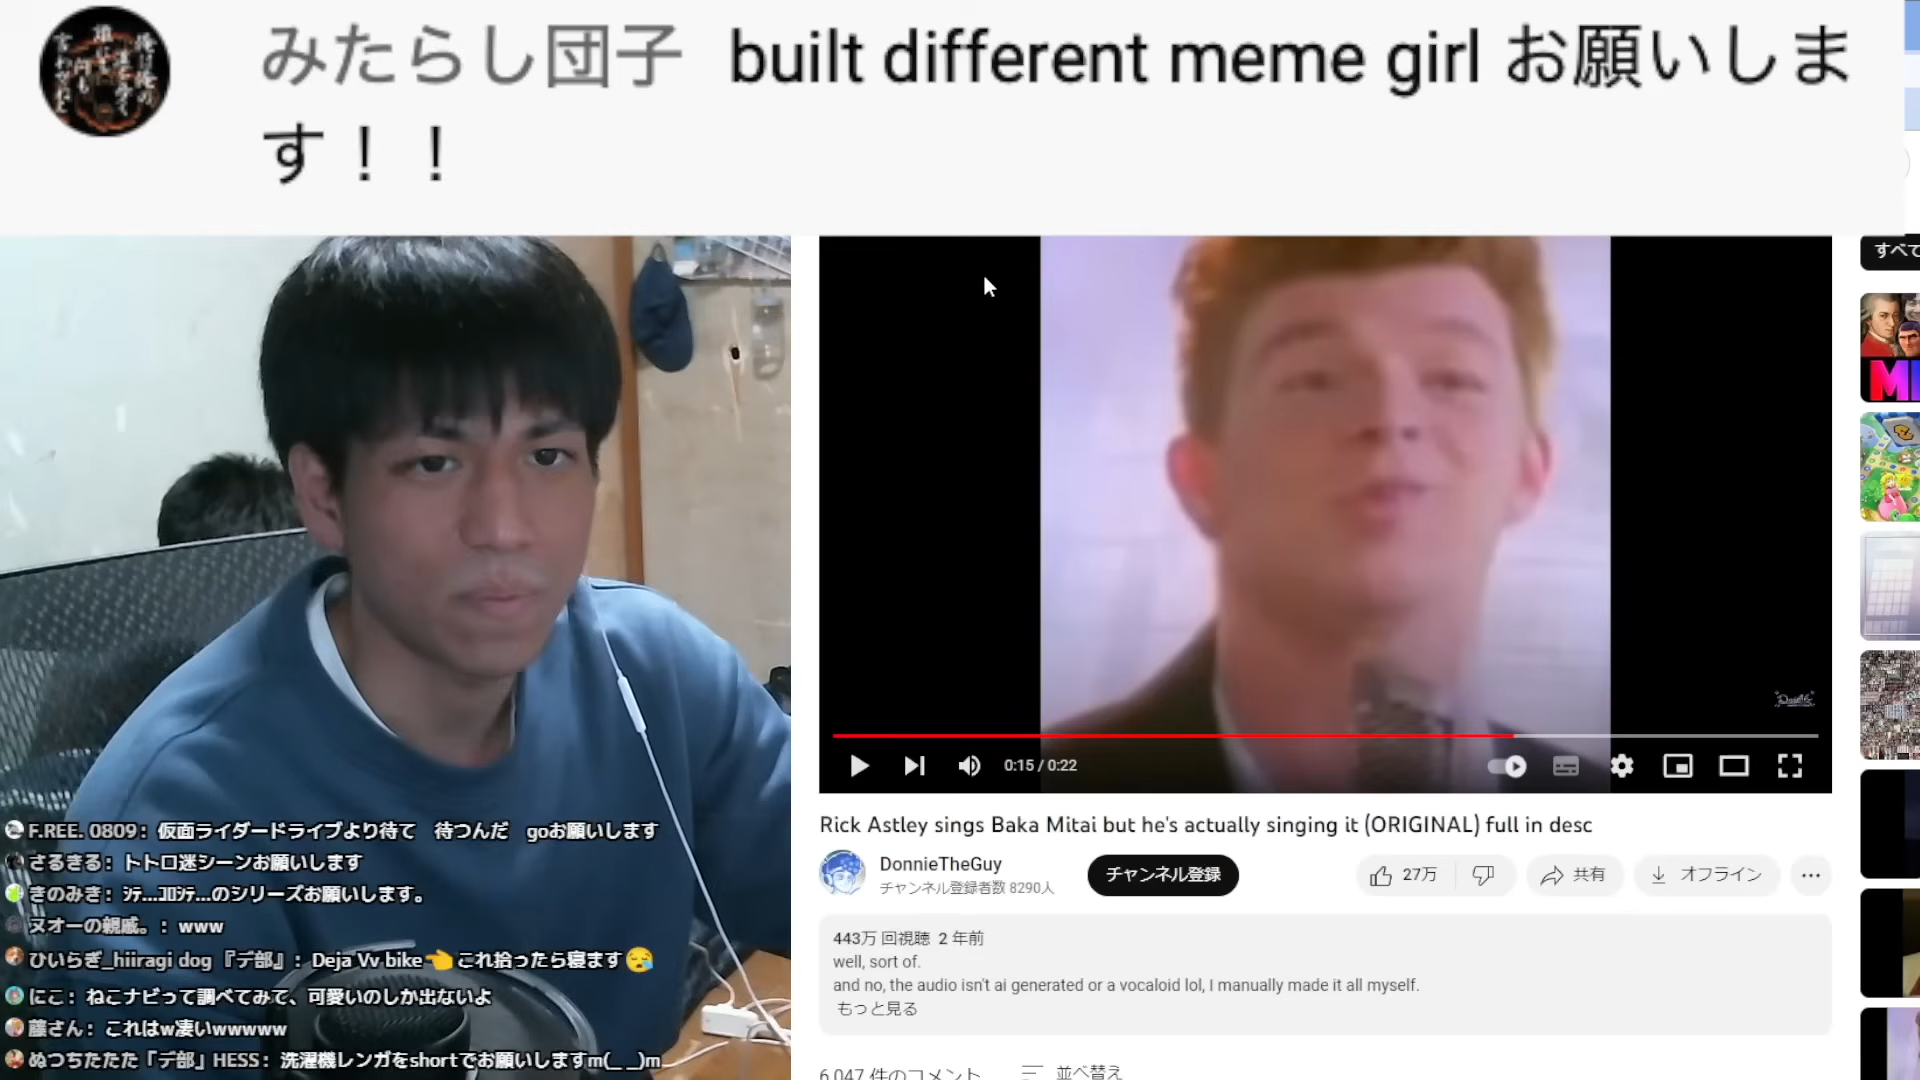 みたらし団子 built different meme girl お願いしま
す！！
すべて
0:15 / 0:22
Rick Astley sings Baka Mitai but he's actually singing it (ORIGINAL) full in desc
DonnieTheGuy
チャンネル登録者数 8290人
チャンネル登録
27万
共有
オフライン
443万 回視聴 2 年前
well, sort of.
and no, the audio isn't ai generated or a vocaloid lol, I manually made it all myself.
もっと見る
6,047 件のコメント
並べ替え
F.REE. 0809: 仮面ライダードライブより待て 待つんだ goお願いします
さるきる: トトロ迷シーンお願いします
きのみき: ｼﾃ...ｺﾛｼﾃ...のシリーズお願いします。
ヌオーの親戚。: www
ひいらぎ_hiiragi dog『デ部』: Deja Vv bike👈これ拾ったら寝ます😪
にこ: ねこナビって調べてみて、可愛いのしか出ないよ
藤さん: これはw凄いwwwww
ぬつちたたた「デ部」HESS: 洗濯機レンガをshortでお願いしますm(_ _)m